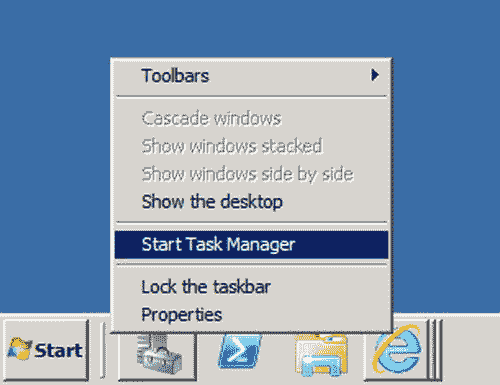 Toolbars
Cascade windows
Show windows stacked
Show windows side by side
Show the desktop
Start Task Manager
Lock the taskbar
Properties
Start